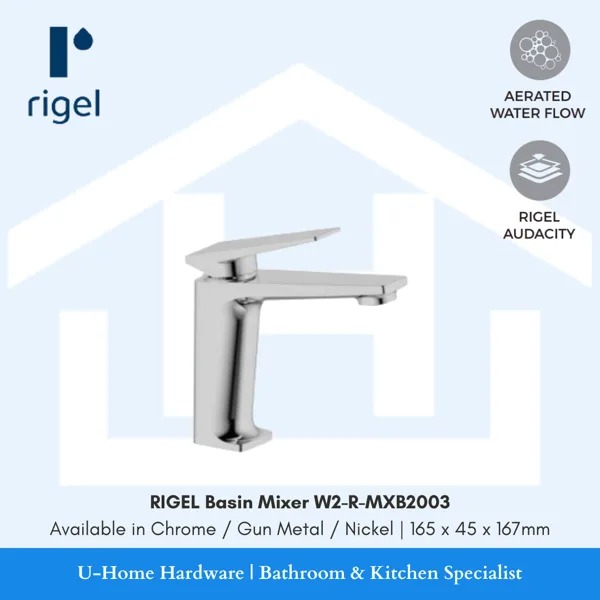 rigel
AERATED
WATER FLOW
RIGEL
AUDACITY
RIGEL Basin Mixer W2-R-MXB2003
Available in Chrome / Gun Metal / Nickel | 165 x 45 x 167mm
U-Home Hardware | Bathroom & Kitchen Specialist